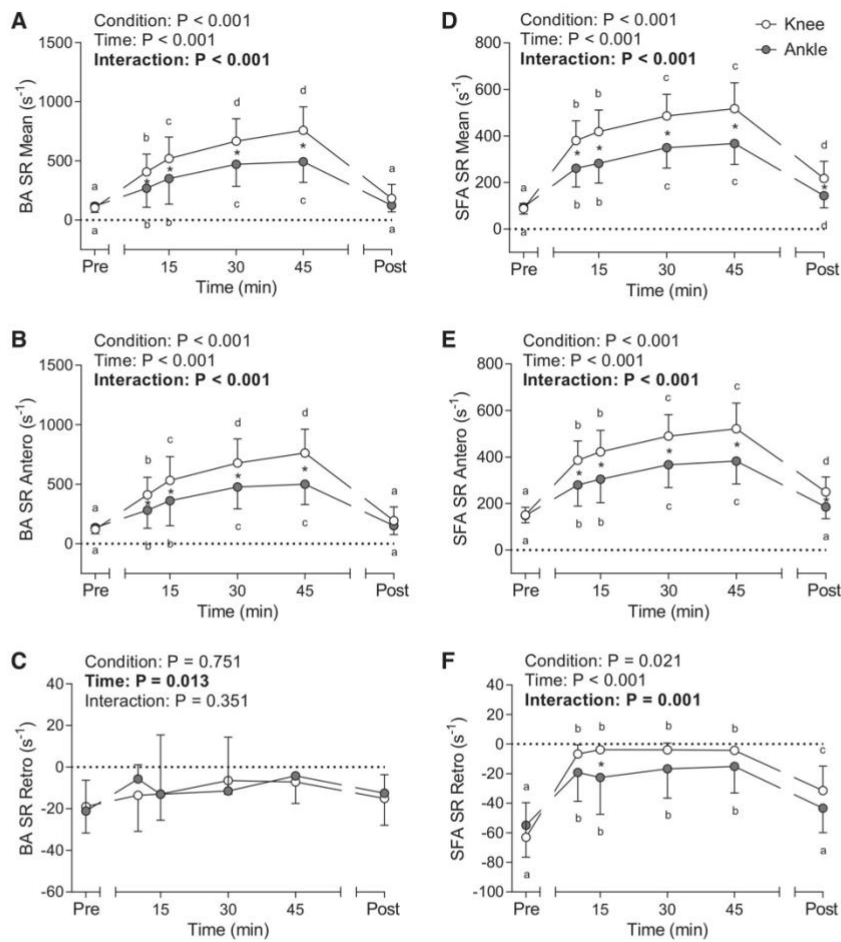 A
Condition: P < 0.001
Time: P < 0.001
Interaction: P < 0.001
BA SR Mean (s⁻¹)
1500
1000
500
0
a
b
c
d
d
a
*
*
*
*
a
b
b
c
c
a
Pre
15
30
45
Post
Time (min)
D
Condition: P < 0.001
Time: P < 0.001
Interaction: P < 0.001
Knee
Ankle
SFA SR Mean (s⁻¹)
800
600
400
200
0
a
b
b
c
c
d
*
*
*
*
*
a
b
b
c
c
d
Pre
15
30
45
Post
Time (min)
B
Condition: P < 0.001
Time: P < 0.001
Interaction: P < 0.001
BA SR Antero (s⁻¹)
1500
1000
500
0
a
b
c
d
d
a
*
*
*
*
a
b
b
c
c
a
Pre
15
30
45
Post
Time (min)
E
Condition: P < 0.001
Time: P < 0.001
Interaction: P < 0.001
SFA SR Antero (s⁻¹)
800
600
400
200
0
a
b
b
c
c
d
*
*
*
*
*
a
b
b
c
c
a
Pre
15
30
45
Post
Time (min)
C
Condition: P = 0.751
Time: P = 0.013
Interaction: P = 0.351
BA SR Retro (s⁻¹)
40
20
0
-20
-40
-60
Pre
15
30
45
Post
Time (min)
F
Condition: P = 0.021
Time: P < 0.001
Interaction: P = 0.001
SFA SR Retro (s⁻¹)
40
20
0
-20
-40
-60
-80
-100
a
b
b
b
b
c
*
a
b
b
b
b
a
Pre
15
30
45
Post
Time (min)